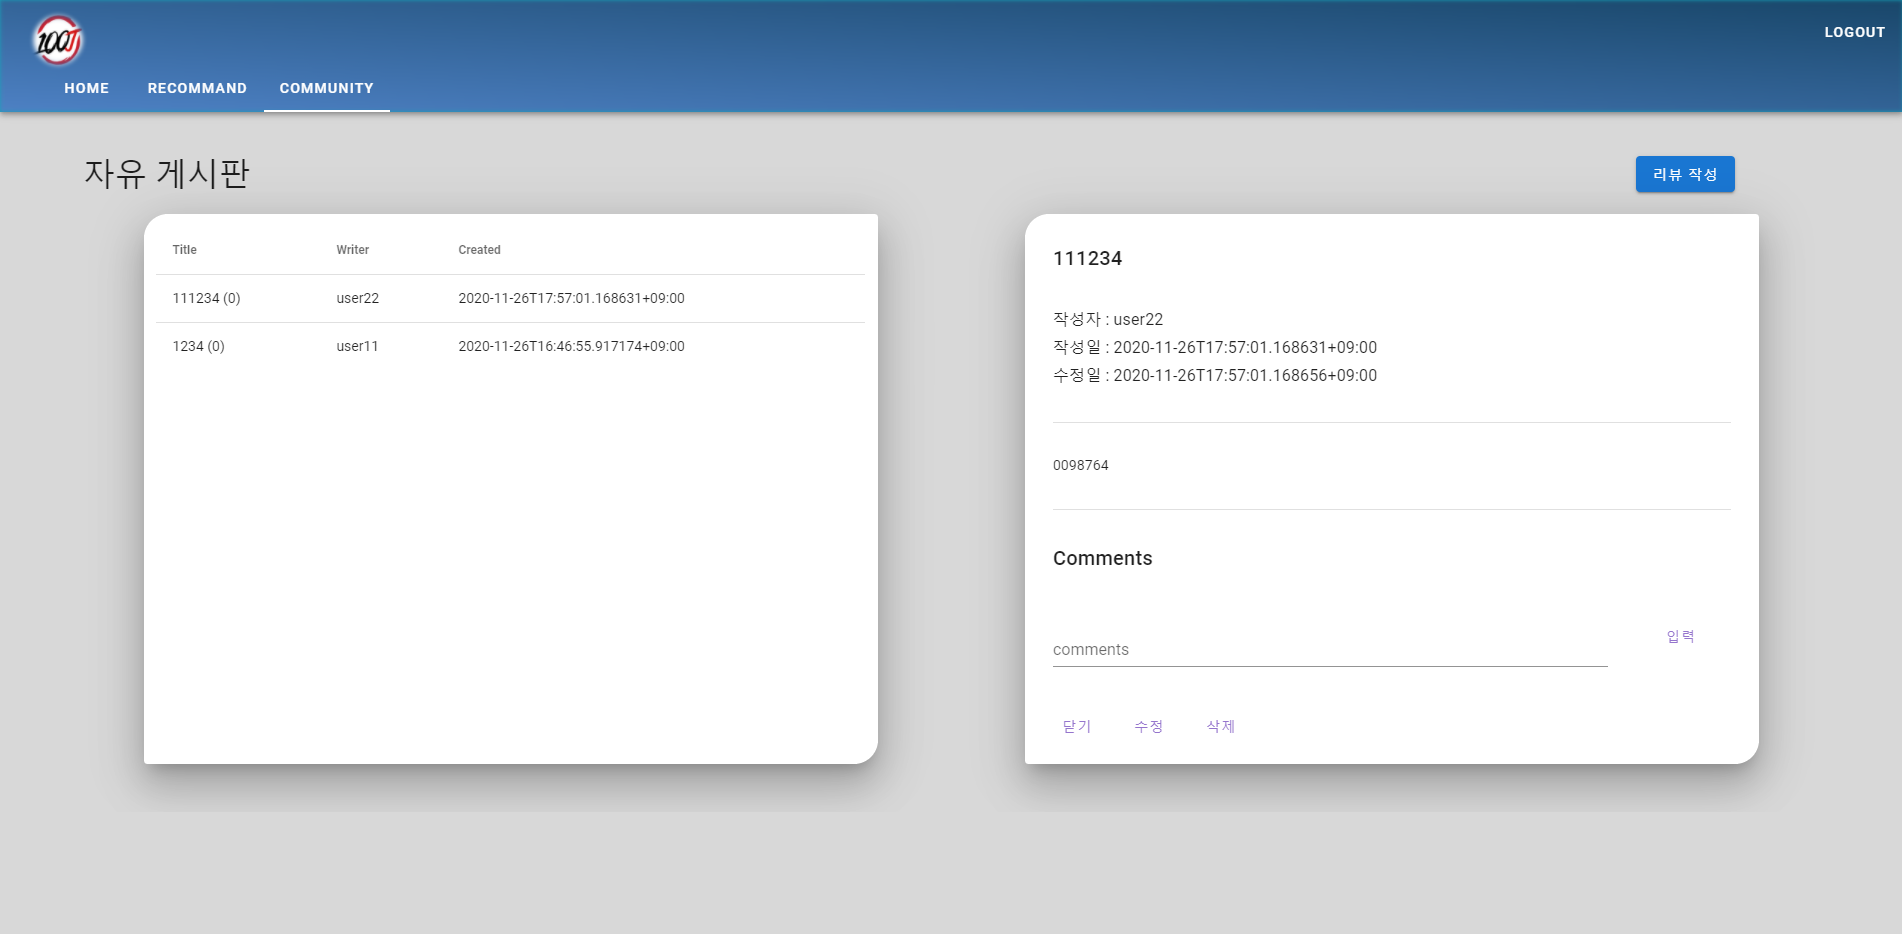 100J
LOGOUT
HOME RECOMMAND COMMUNITY
자유 게시판
리뷰 작성
Title Writer Created
111234 (0) user22 2020-11-26T17:57:01.168631+09:00
1234 (0) user11 2020-11-26T16:46:55.917174+09:00
111234
작성자 : user22
작성일 : 2020-11-26T17:57:01.168631+09:00
수정일 : 2020-11-26T17:57:01.168656+09:00
0098764
Comments
comments
입력
닫기 수정 삭제